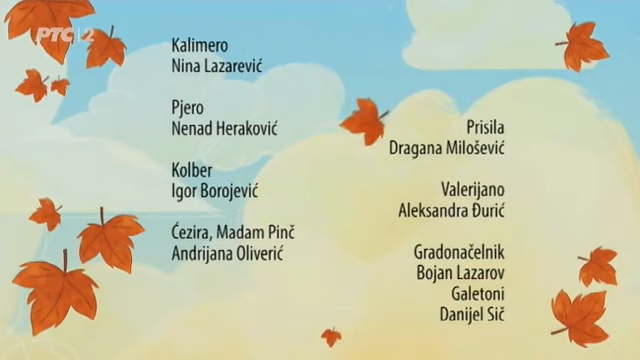 РТС 2
Kalimero
Nina Lazarević
Pjero
Nenad Heraković
Kolber
Igor Borojević
Ćezira, Madam Pinč
Andrijana Oliverić
Prisila
Dragana Milošević
Valerijano
Aleksandra Đurić
Gradonačelnik
Bojan Lazarov
Galetoni
Danijel Sič